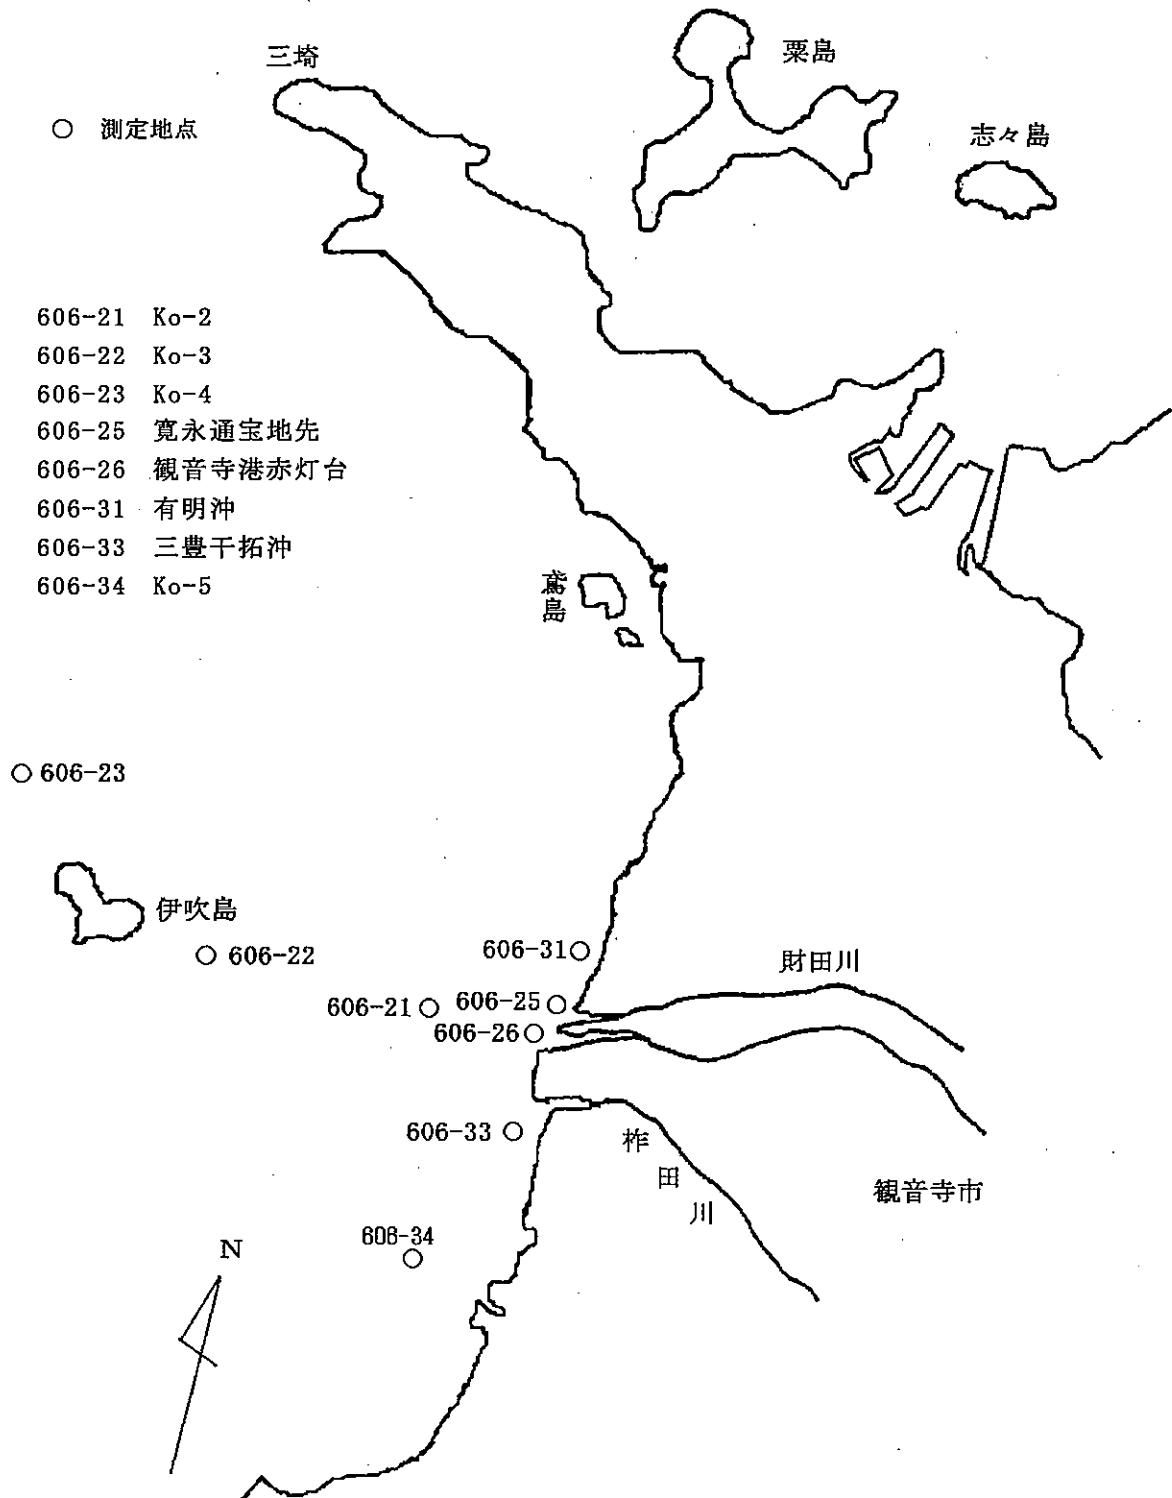 三埼
粟島
○ 測定地点
志々島
606-21 Ko-2
606-22 Ko-3
606-23 Ko-4
606-25 寛永通宝地先
606-26 観音寺港赤灯台
606-31 有明沖
606-33 三豊干拓沖
606-34 Ko-5
蔦島
606-23
伊吹島
606-22
606-31
財田川
606-21
606-25
606-26
606-33
柞田川
観音寺市
606-34
N